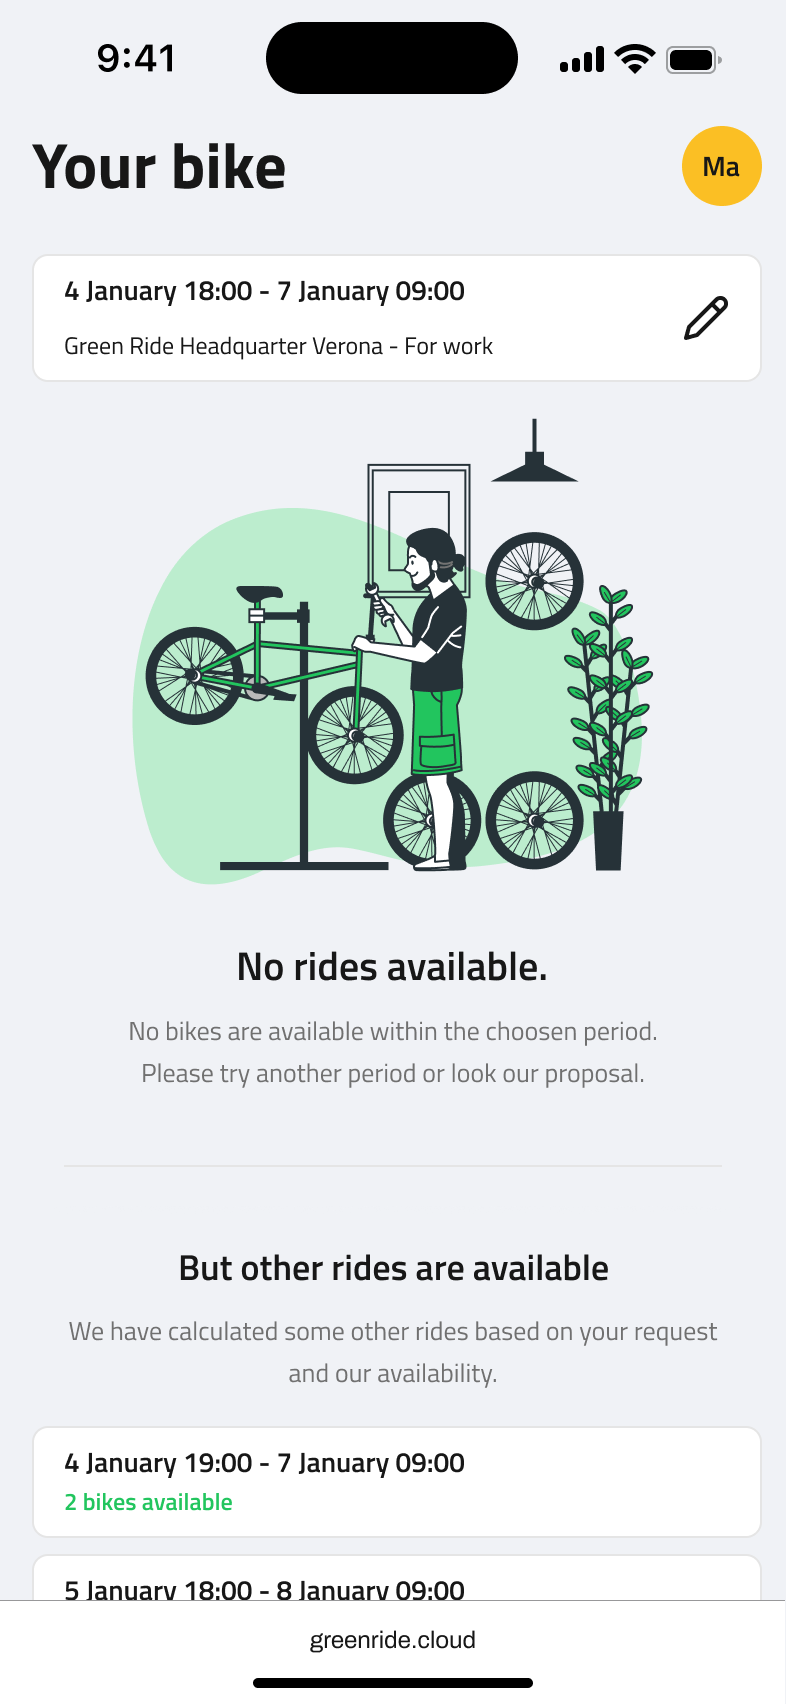 9:41
Your bike
Ma
4 January 18:00 - 7 January 09:00
Green Ride Headquarter Verona - For work
No rides available.
No bikes are available within the choosen period.
Please try another period or look our proposal.
But other rides are available
We have calculated some other rides based on your request
and our availability.
4 January 19:00 - 7 January 09:00
2 bikes available
5 January 18:00 - 8 January 09:00
greenride.cloud